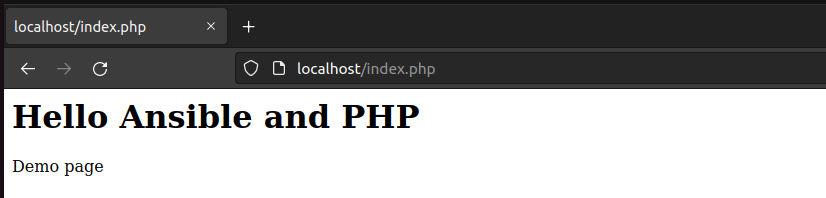 localhost/index.php
localhost/index.php
Hello Ansible and PHP
Demo page